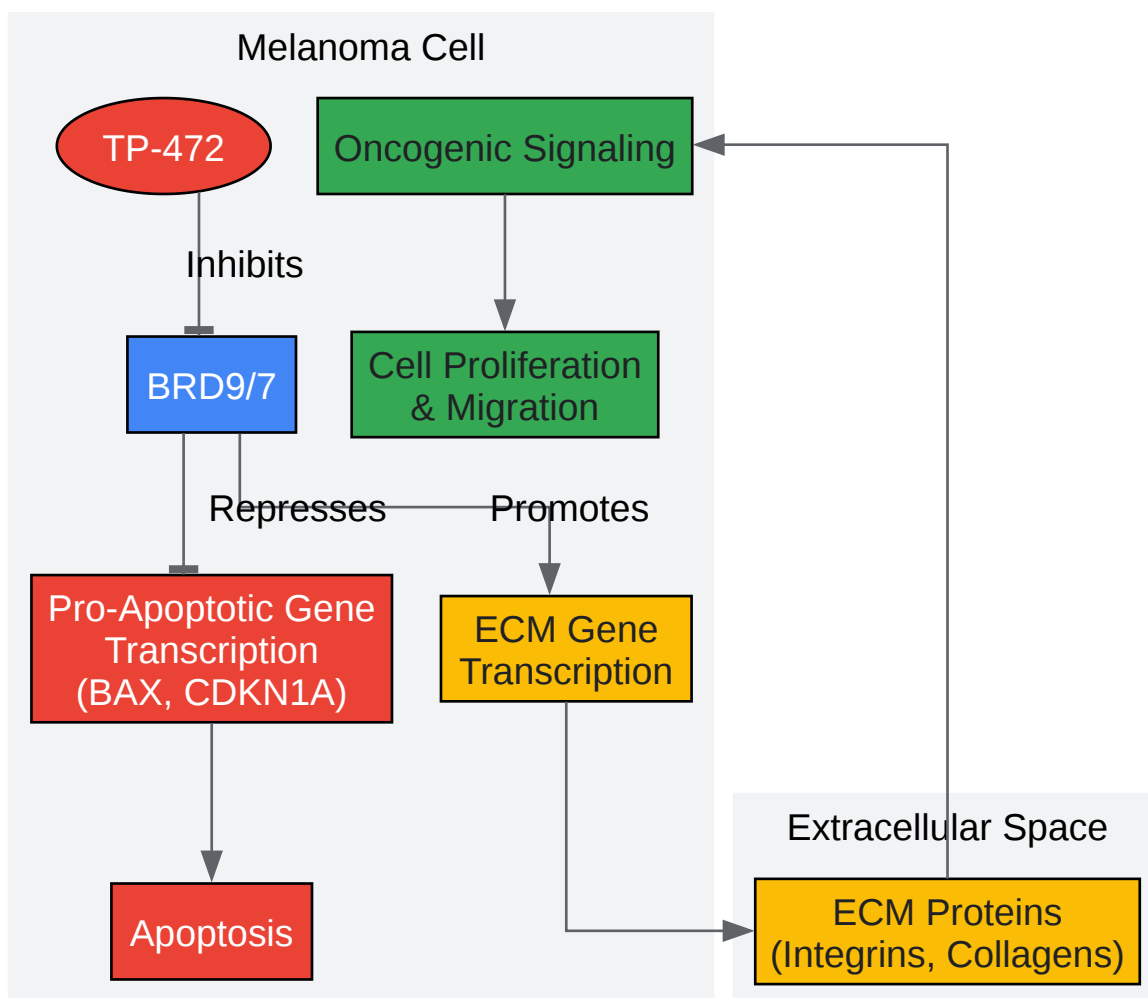 Melanoma Cell
TP-472
Oncogenic Signaling
Inhibits
BRD9/7
Cell Proliferation
& Migration
Represses
Promotes
Pro-Apoptotic Gene
Transcription
(BAX, CDKN1A)
ECM Gene
Transcription
Extracellular Space
Apoptosis
ECM Proteins
(Integrins, Collagens)